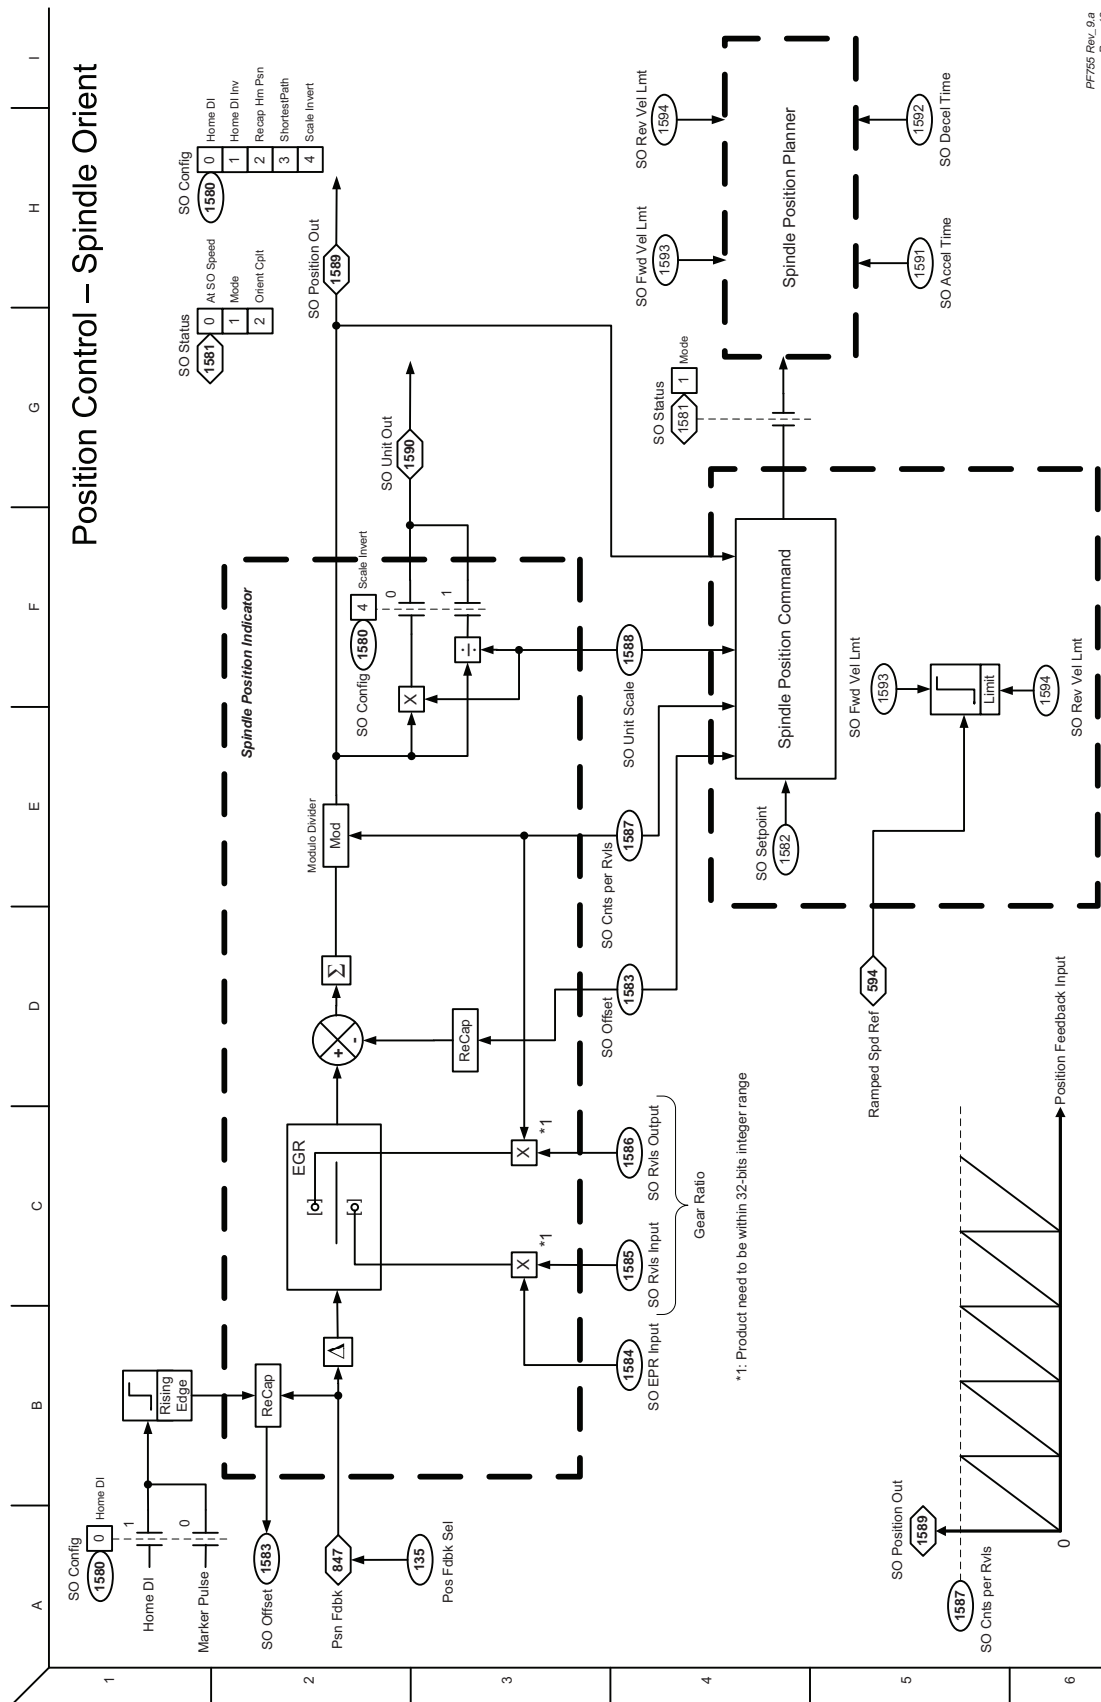 Position Control – Spindle Orient
A
B
C
D
E
F
G
H
I
1
2
3
4
5
6
SO Config
1580
0
Home DI
Home DI
1
Marker Pulse
0
Rising
Edge
SO Offset
1583
ReCap
Psn Fdbk
847
135
Pos Fdbk Sel
Δ
EGR
[ ]
[ ]
X
*1
X
*1
SO EPR Input
1584
SO Rvls Input
1585
SO Rvls Output
1586
Gear Ratio
*1: Product need to be within 32-bits integer range
+
-
ReCap
SO Offset
1583
Σ
Modulo Divider
Mod
SO Cnts per Rvls
1587
Spindle Position Indicator
SO Config
1580
4
Scale Invert
0
1
X
÷
SO Unit Scale
1588
SO Unit Out
1590
SO Position Out
1589
SO Status
1581
0
At SO Speed
1
Mode
2
Orient Cplt
SO Config
1580
0
Home DI
1
Home DI Inv
2
Recap Hm Psn
3
ShortestPath
4
Scale Invert
SO Setpoint
1582
Spindle Position Command
SO Fwd Vel Lmt
1593
Limit
1594
SO Rev Vel Lmt
Ramped Spd Ref
594
SO Status
1581
1
Mode
Spindle Position Planner
SO Fwd Vel Lmt
1593
SO Rev Vel Lmt
1594
1591
SO Accel Time
1592
SO Decel Time
SO Position Out
1589
1587
SO Cnts per Rvls
0
Position Feedback Input
PF755 Rev_9.a